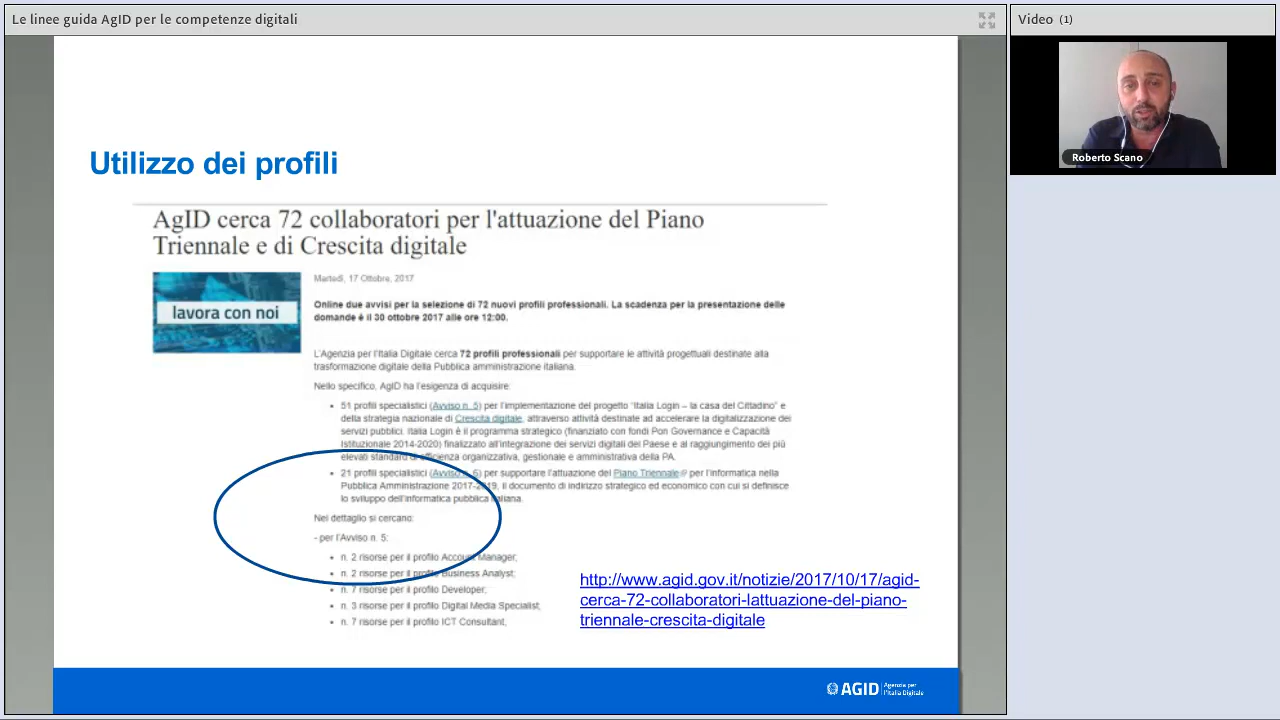 Le linee guida AgID per le competenze digitali
Video (1)
Roberto Scano
Utilizzo dei profili
AgID cerca 72 collaboratori per l'attuazione del Piano
Triennale e di Crescita digitale
lavora con noi
Martedì, 17 Ottobre, 2017
Online due avvisi per la selezione di 72 nuovi profili professionali. La scadenza per la presentazione delle
domande è il 30 ottobre 2017 alle ore 12:00.
L'Agenzia per l'Italia Digitale cerca 72 profili professionali per supportare le attività progettuali destinate alla
trasformazione digitale della Pubblica amministrazione italiana.
Nello specifico, AgID ha l'esigenza di acquisire:
• 51 profili specialistici (Avviso n. 5) per l'implementazione del progetto "Italia Login – la casa del Cittadino" e
della strategia nazionale di Crescita digitale, attraverso attività destinate ad accelerare la digitalizzazione dei
servizi pubblici. Italia Login è il programma strategico (finanziato con fondi Pon Governance e Capacità
Istituzionale 2014-2020) finalizzato all'integrazione dei servizi digitali del Paese e al raggiungimento dei più
elevati standard di efficienza organizzativa, gestionale e amministrativa della PA.
• 21 profili specialistici (Avviso n. 6) per supportare l'attuazione del Piano Triennale per l'informatica nella
Pubblica Amministrazione 2017-2019, il documento di indirizzo strategico ed economico con cui si definisce
lo sviluppo dell'informatica pubblica italiana.
Nel dettaglio si cercano:
- per l'Avviso n. 5:
• n. 2 risorse per il profilo Account Manager;
• n. 2 risorse per il profilo Business Analyst;
• n. 7 risorse per il profilo Developer;
• n. 3 risorse per il profilo Digital Media Specialist;
• n. 7 risorse per il profilo ICT Consultant;
http://www.agid.gov.it/notizie/2017/10/17/agid-
cerca-72-collaboratori-lattuazione-del-piano-
triennale-crescita-digitale
AGID
Agenzia per
l'Italia Digitale